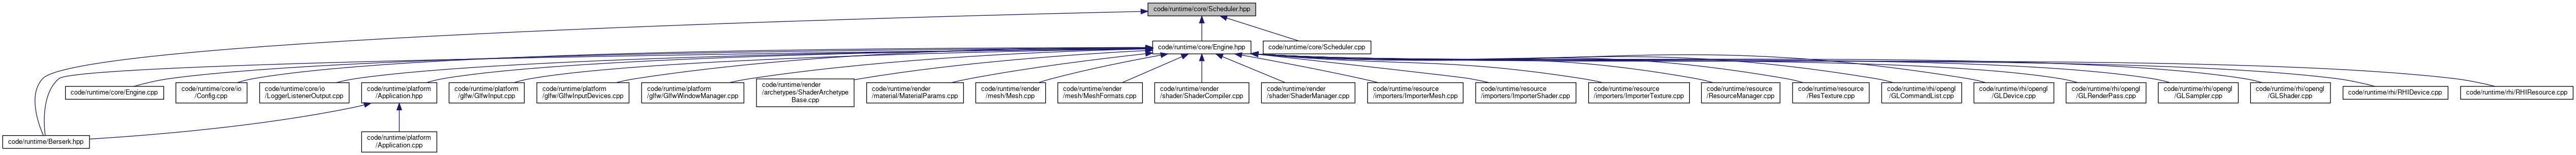 code/runtime/core/Scheduler.hpp
code/runtime/core/Engine.hpp
code/runtime/core/Scheduler.cpp
code/runtime/core/Engine.cpp
code/runtime/core/io
/Config.cpp
code/runtime/core/io
/LoggerListenerOutput.cpp
code/runtime/platform
/Application.hpp
code/runtime/platform
/glfw/GlfwInput.cpp
code/runtime/platform
/glfw/GlfwInputDevices.cpp
code/runtime/platform
/glfw/GlfwWindowManager.cpp
code/runtime/render
/archetypes/ShaderArchetype
Base.cpp
code/runtime/render
/material/MaterialParams.cpp
code/runtime/render
/mesh/Mesh.cpp
code/runtime/render
/mesh/MeshFormats.cpp
code/runtime/render
/shader/ShaderCompiler.cpp
code/runtime/render
/shader/ShaderManager.cpp
code/runtime/resource
/importers/ImporterMesh.cpp
code/runtime/resource
/importers/ImporterShader.cpp
code/runtime/resource
/importers/ImporterTexture.cpp
code/runtime/resource
/ResourceManager.cpp
code/runtime/resource
/ResTexture.cpp
code/runtime/rhi/opengl
/GLCommandList.cpp
code/runtime/rhi/opengl
/GLDevice.cpp
code/runtime/rhi/opengl
/GLRenderPass.cpp
code/runtime/rhi/opengl
/GLSampler.cpp
code/runtime/rhi/opengl
/GLShader.cpp
code/runtime/rhi/RHIDevice.cpp
code/runtime/rhi/RHIResource.cpp
code/runtime/Berserk.hpp
code/runtime/platform
/Application.cpp